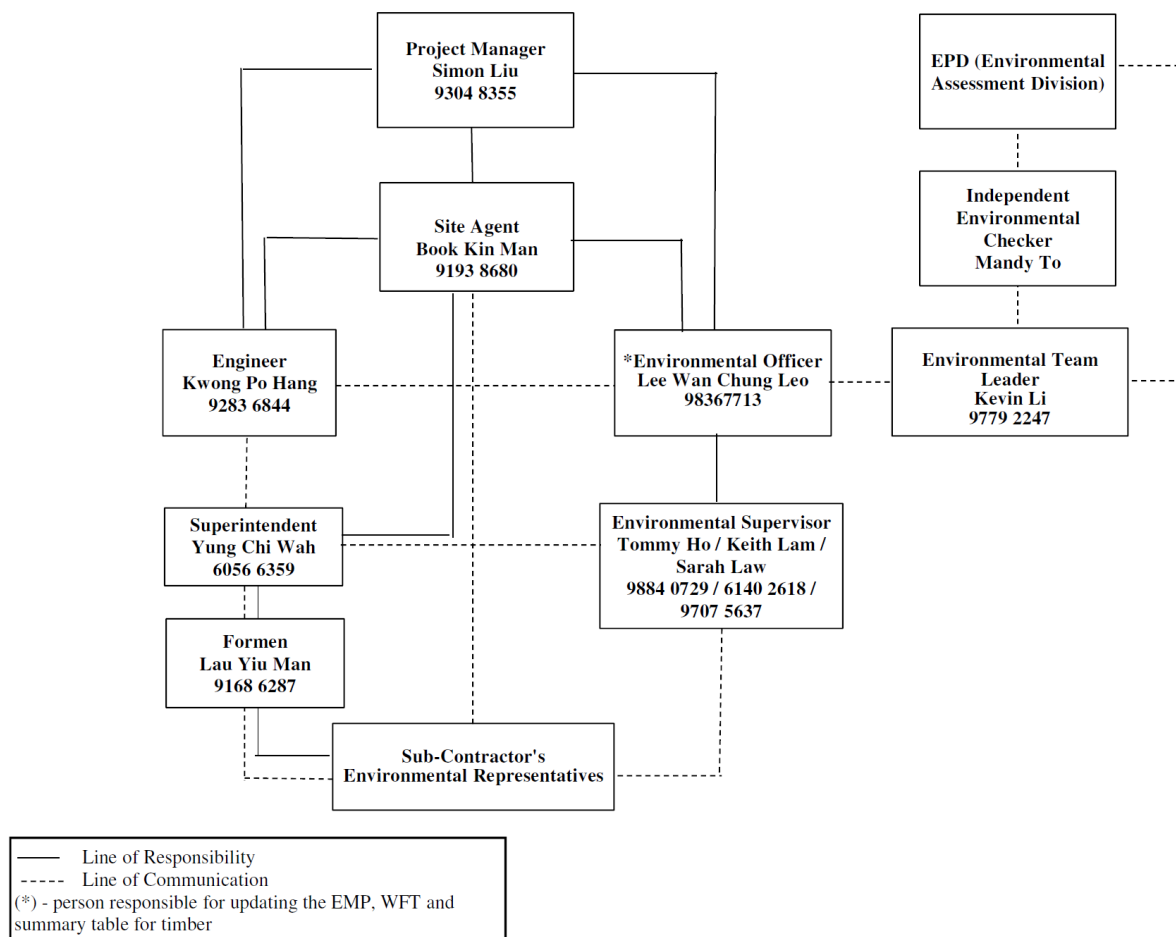 Project Manager
Simon Liu
9304 8355
EPD (Environmental
Assessment Division)
Site Agent
Book Kin Man
9193 8680
Independent
Environmental
Checker
Mandy To
Engineer
Kwong Po Hang
9283 6844
*Environmental Officer
Lee Wan Chung Leo
98367713
Environmental Team
Leader
Kevin Li
9779 2247
Superintendent
Yung Chi Wah
6056 6359
Environmental Supervisor
Tommy Ho / Keith Lam /
Sarah Law
9884 0729 / 6140 2618 /
9707 5637
Formen
Lau Yiu Man
9168 6287
Sub-Contractor's
Environmental Representatives
Line of Responsibility
Line of Communication
(*) - person responsible for updating the EMP, WFT and
summary table for timber